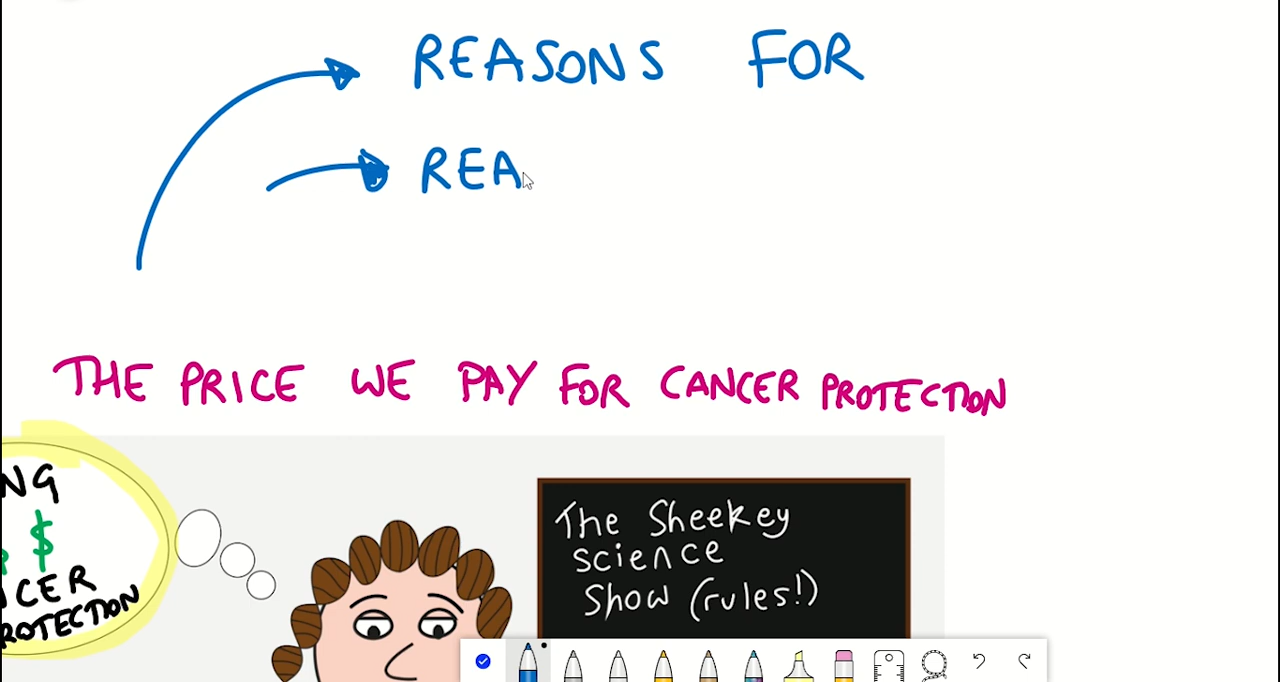 REASONS FOR
REA
THE PRICE WE PAY FOR CANCER PROTECTION
NG
$
CER
ROTECTION
The Sheekey
Science
Show (rules!)